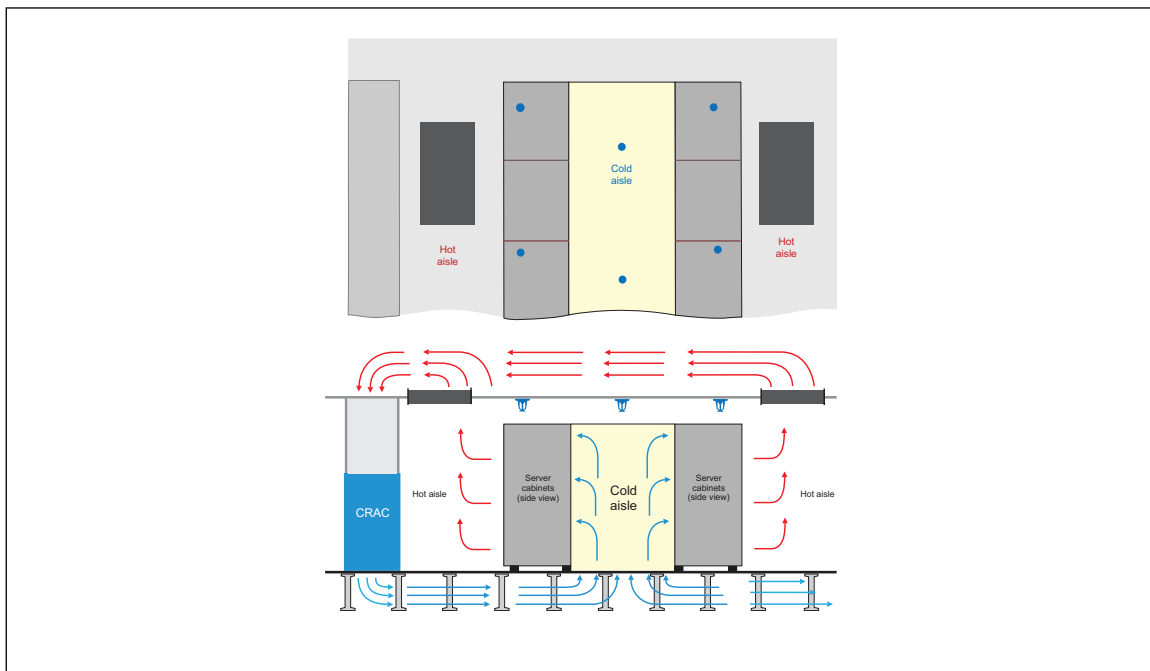 Cold
aisle
Hot
aisle
Hot
aisle
Server
cabinets
(side view)
Server
cabinets
(side view)
Hot aisle
Cold
aisle
Hot aisle
CRAC